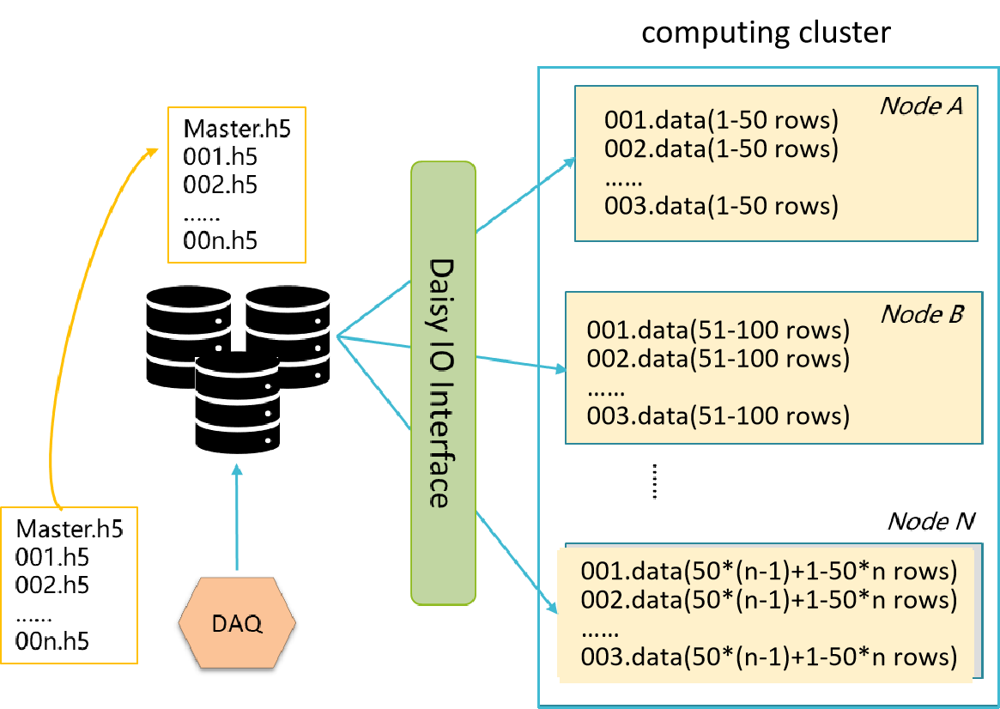 computing cluster
Master.h5
001.h5
002.h5
......
00n.h5
Master.h5
001.h5
002.h5
......
00n.h5
DAQ
Daisy IO Interface
Node A
001.data(1-50 rows)
002.data(1-50 rows)
......
003.data(1-50 rows)
Node B
001.data(51-100 rows)
002.data(51-100 rows)
......
003.data(51-100 rows)
......
Node N
001.data(50*(n-1)+1-50*n rows)
002.data(50*(n-1)+1-50*n rows)
......
003.data(50*(n-1)+1-50*n rows)